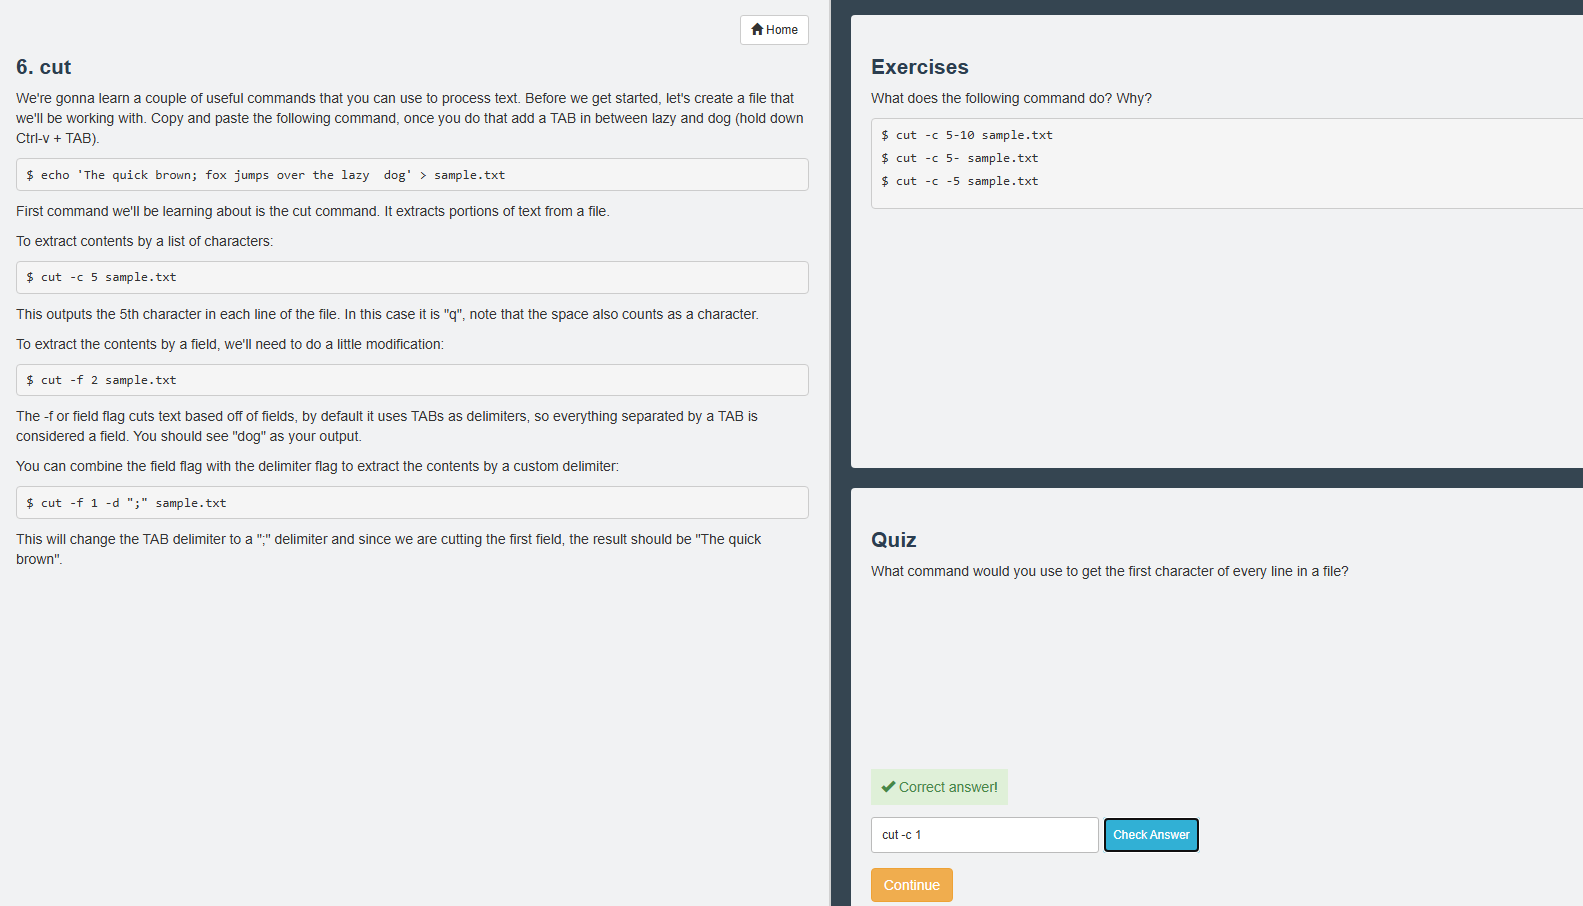 Home
6. cut
We're gonna learn a couple of useful commands that you can use to process text. Before we get started, let's create a file that
we'll be working with. Copy and paste the following command, once you do that add a TAB in between lazy and dog (hold down
Ctrl-v + TAB).
$ echo 'The quick brown; fox jumps over the lazy  dog' > sample.txt
First command we'll be learning about is the cut command. It extracts portions of text from a file.
To extract contents by a list of characters:
$ cut -c 5 sample.txt
This outputs the 5th character in each line of the file. In this case it is "q", note that the space also counts as a character.
To extract the contents by a field, we'll need to do a little modification:
$ cut -f 2 sample.txt
The -f or field flag cuts text based off of fields, by default it uses TABs as delimiters, so everything separated by a TAB is
considered a field. You should see "dog" as your output.
You can combine the field flag with the delimiter flag to extract the contents by a custom delimiter:
$ cut -f 1 -d ";" sample.txt
This will change the TAB delimiter to a ";" delimiter and since we are cutting the first field, the result should be "The quick
brown".
Exercises
What does the following command do? Why?
$ cut -c 5-10 sample.txt
$ cut -c 5- sample.txt
$ cut -c -5 sample.txt
Quiz
What command would you use to get the first character of every line in a file?
Correct answer!
cut -c 1
Check Answer
Continue